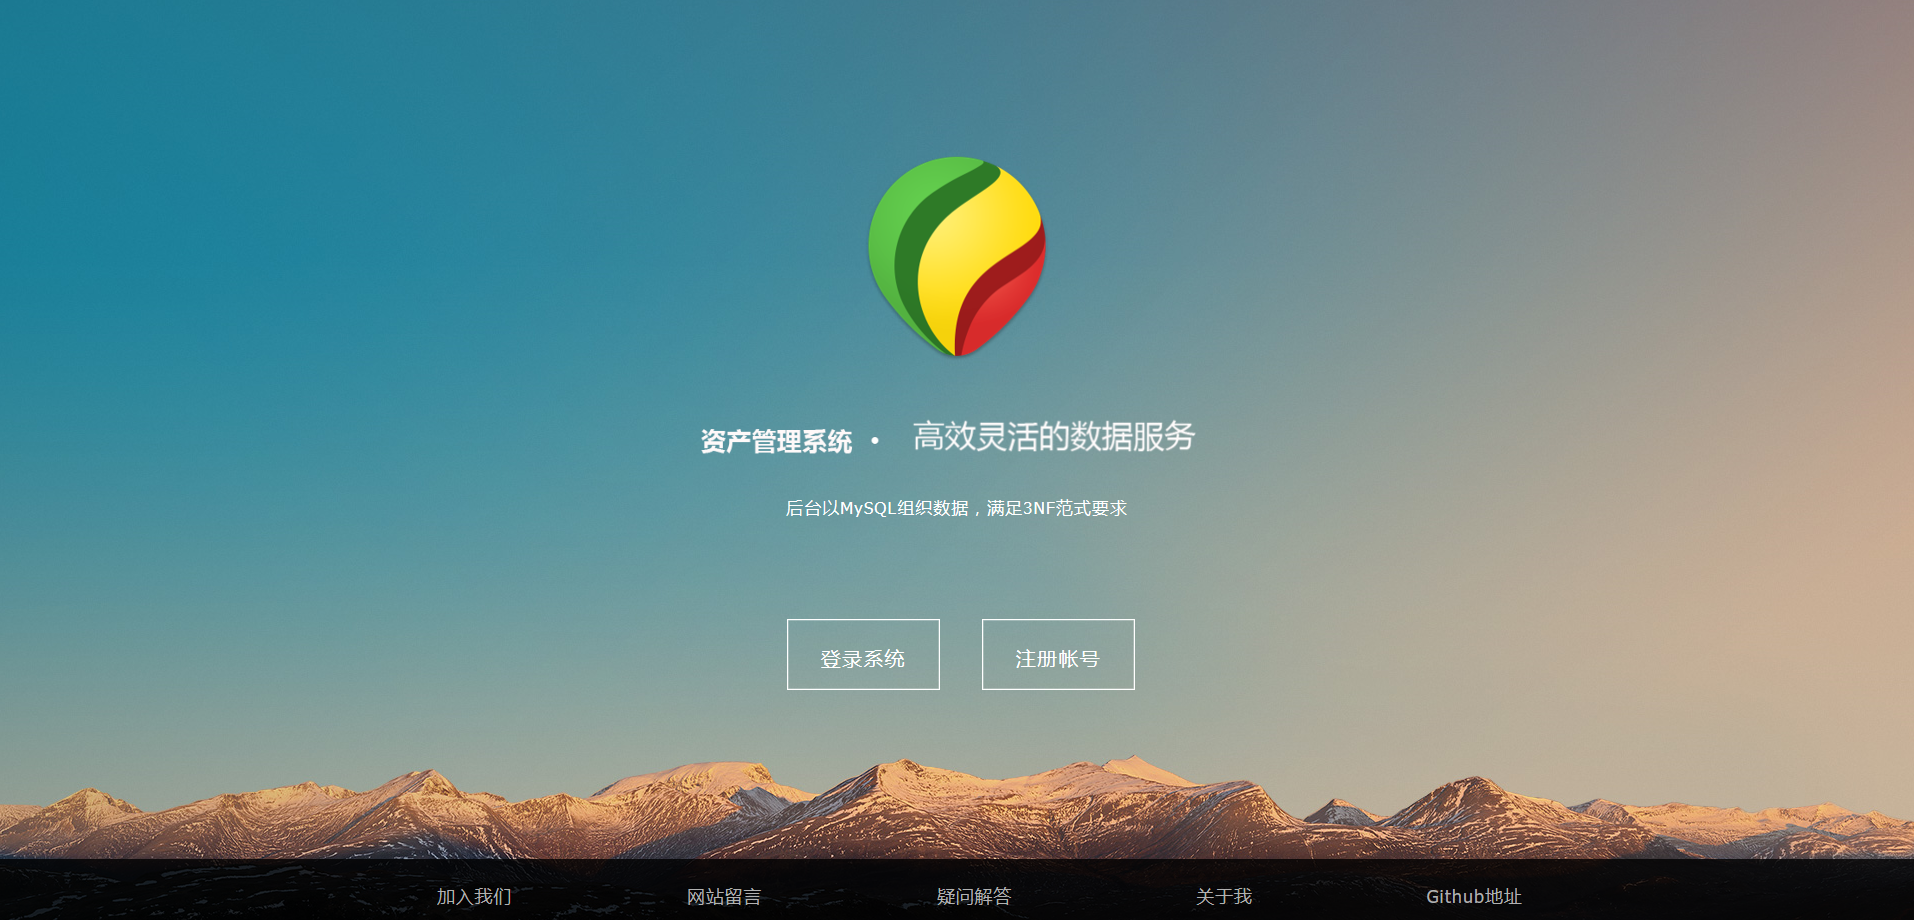 资产管理系统 • 高效灵活的数据服务
后台以MySQL组织数据，满足3NF范式要求
登录系统 注册帐号
加入我们 网站留言 疑问解答 关于我 Github地址